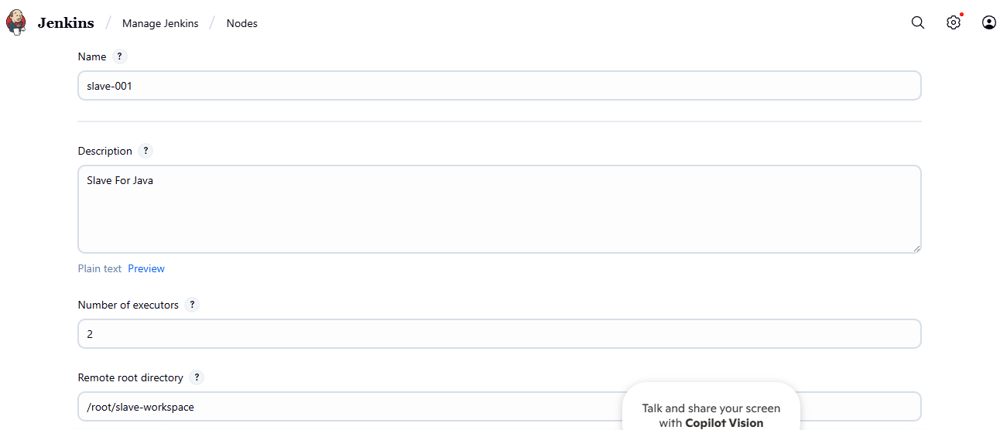 Jenkins / Manage Jenkins / Nodes
Name ?
slave-001
Description ?
Slave For Java
Plain text Preview
Number of executors ?
2
Remote root directory ?
/root/slave-workspace
Talk and share your screen
with Copilot Vision